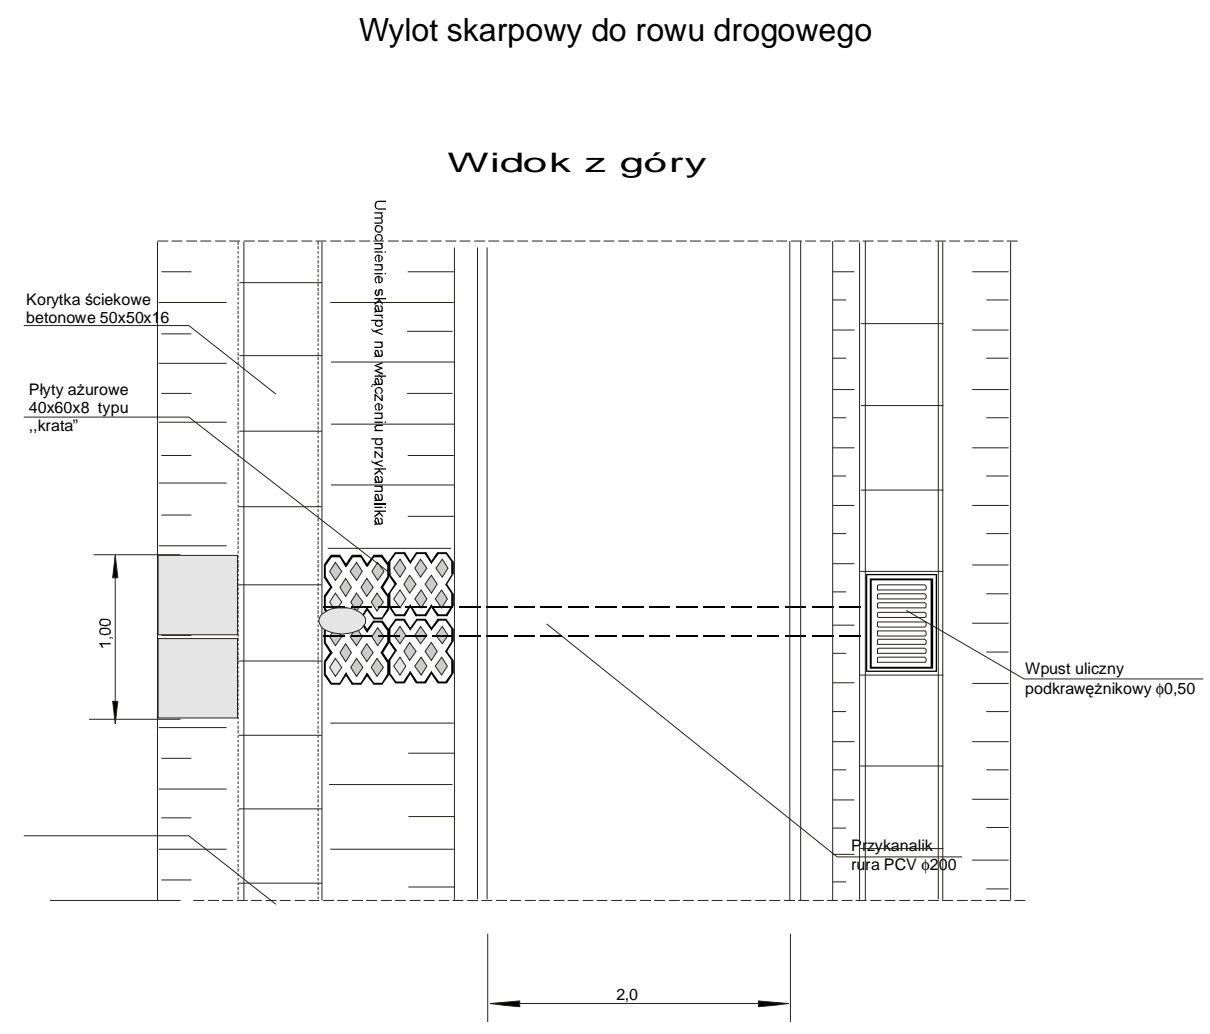 Wylot skarpowy do rowu drogowego
Widok z góry
Umocnienie skarpy na włączeniu przykanalika
Korytka ściekowe
betonowe 50x50x16
Płyty ażurowe
40x60x8 typu
,,krata”
1,00
Wpust uliczny
podkrawężnikowy ϕ0,50
Przykanalik
rura PCV ϕ200
2,0